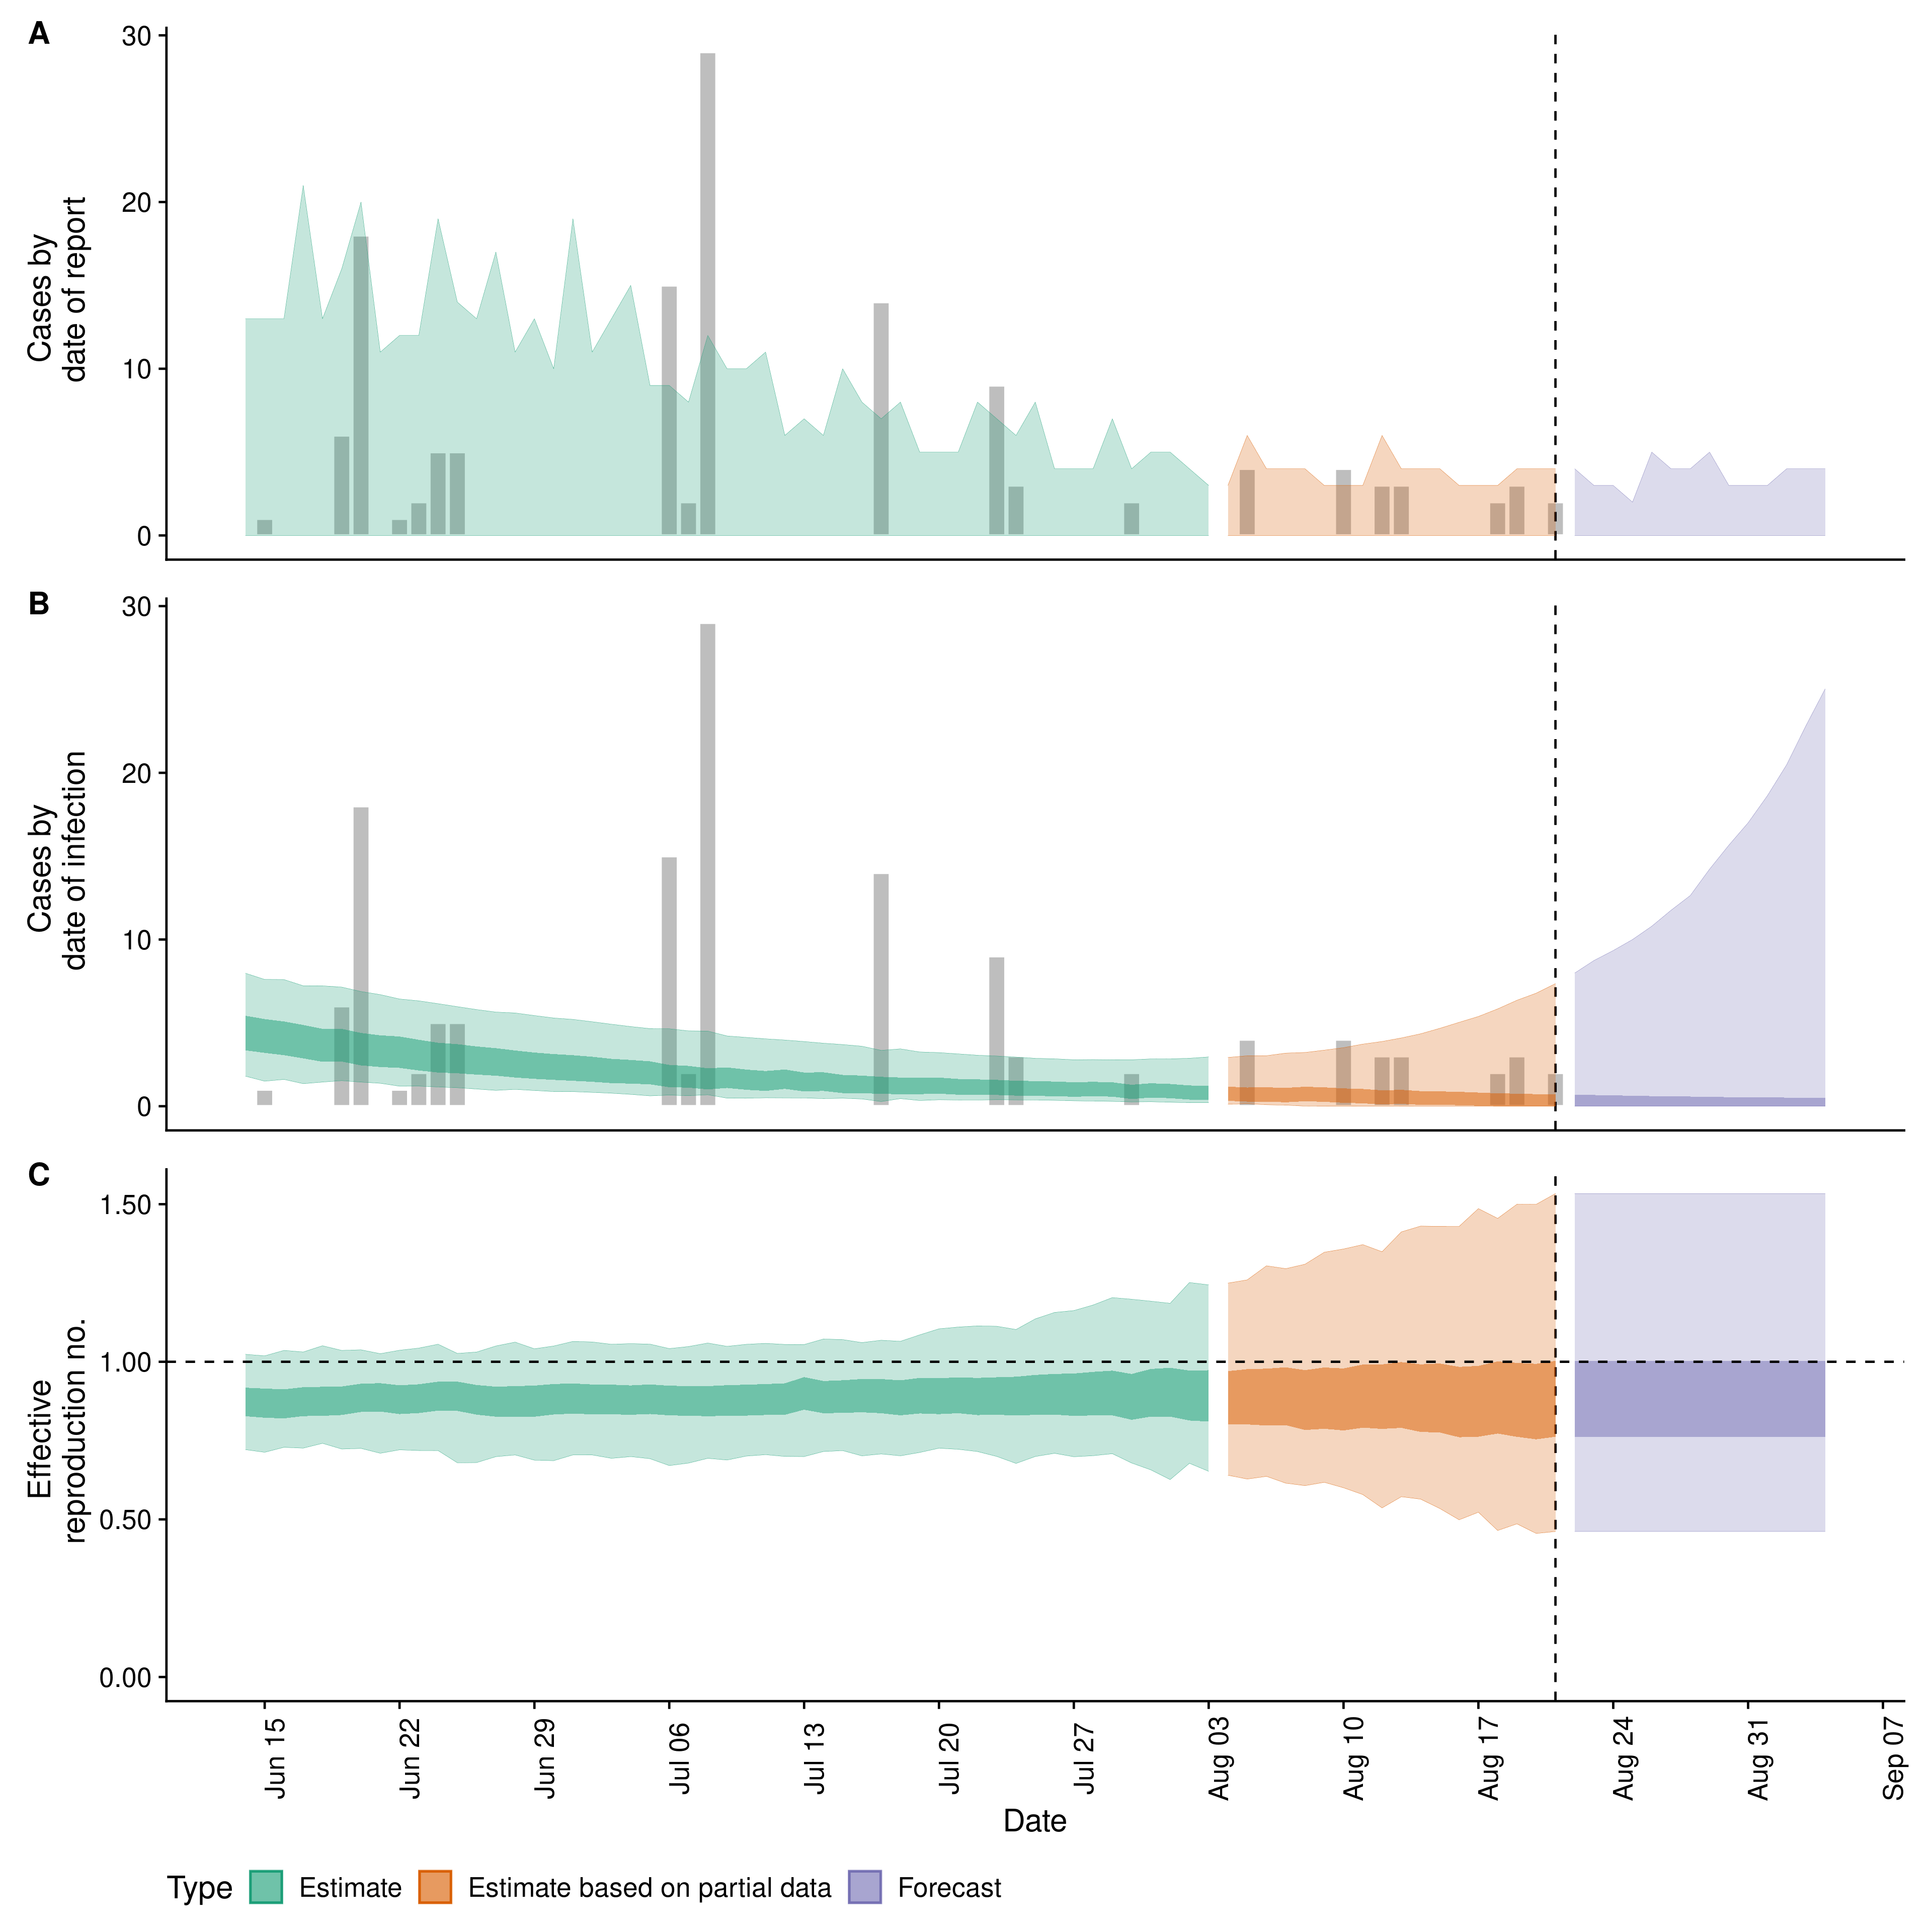 A
30
20
10
0
Cases by
date of report
B
30
20
10
0
Cases by
date of infection
C
1.50
1.00
0.50
0.00
Effective
reproduction no.
Jun 15
Jun 22
Jun 29
Jul 06
Jul 13
Jul 20
Jul 27
Aug 03
Aug 10
Aug 17
Aug 24
Aug 31
Sep 07
Date
Type Estimate Estimate based on partial data Forecast